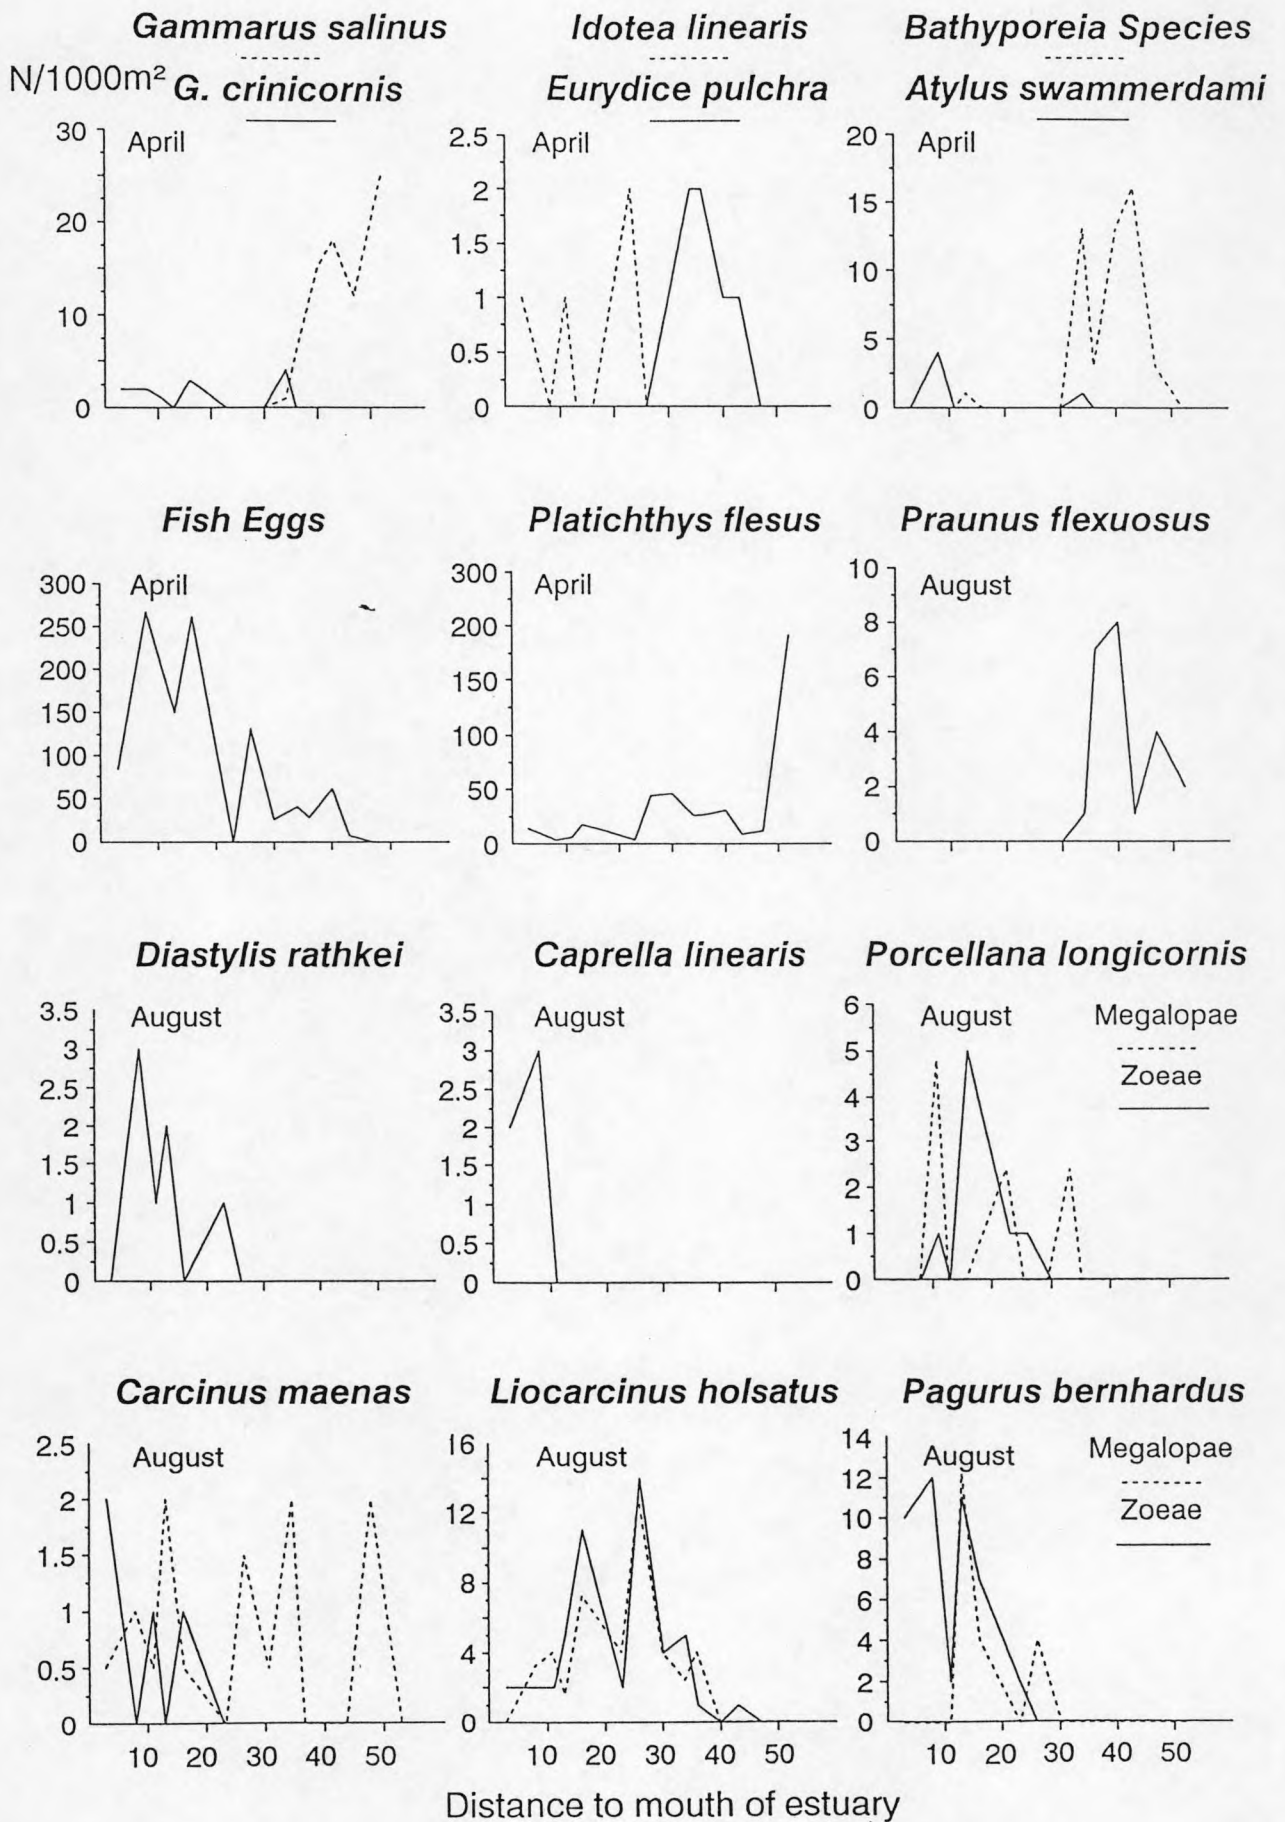 Gammarus salinus
Idotea linearis
Bathyporeia Species
N/1000m²
G. crinicornis
Eurydice pulchra
Atylus swammerdami
30
April
20
10
0
2.5
April
2
1.5
1
0.5
0
20
April
15
10
5
0
Fish Eggs
Platichthys flesus
Praunus flexuosus
300
April
250
200
150
100
50
0
300
April
200
150
100
50
0
10
August
8
6
4
2
0
Diastylis rathkei
Caprella linearis
Porcellana longicornis
3.5
August
3
2.5
2
1.5
1
0.5
0
3.5
August
3
2.5
2
1.5
1
0.5
0
6
August
Megalopae
5
Zoeae
4
3
2
1
0
Carcinus maenas
Liocarcinus holsatus
Pagurus bernhardus
2.5
August
2
1.5
1
0.5
0
10 20 30 40 50
16
August
12
8
4
0
10 20 30 40 50
14
August
Megalopae
12
Zoeae
10
8
6
4
2
0
10 20 30 40 50
Distance to mouth of estuary